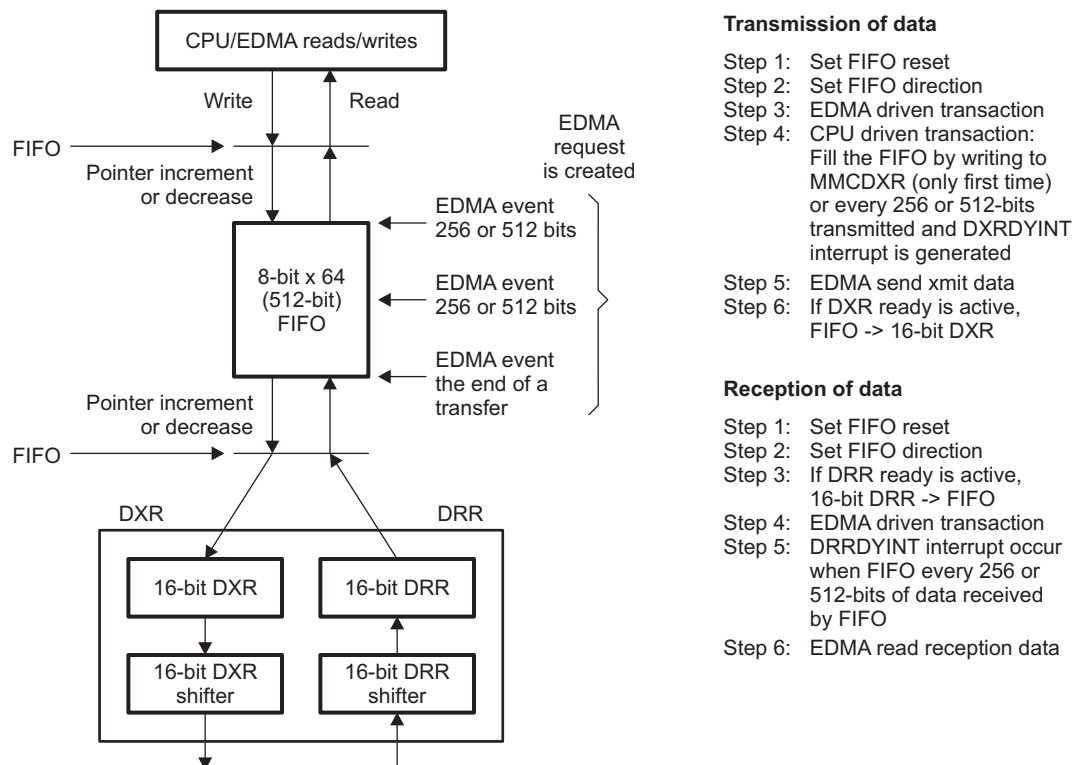 CPU/EDMA reads/writes
Write
Read
FIFO
Pointer increment
or decrease
EDMA
request
is created
EDMA event
256 or 512 bits
8-bit x 64
(512-bit)
FIFO
EDMA event
256 or 512 bits
EDMA event
the end of a
transfer
Pointer increment
or decrease
FIFO
DXR
DRR
16-bit DXR
16-bit DRR
16-bit DXR
shifter
16-bit DRR
shifter
Transmission of data
Step 1: Set FIFO reset
Step 2: Set FIFO direction
Step 3: EDMA driven transaction
Step 4: CPU driven transaction:
Fill the FIFO by writing to
MMCDXR (only first time)
or every 256 or 512-bits
transmitted and DXRDYINT
interrupt is generated
Step 5: EDMA send xmit data
Step 6: If DXR ready is active,
FIFO -> 16-bit DXR
Reception of data
Step 1: Set FIFO reset
Step 2: Set FIFO direction
Step 3: If DRR ready is active,
16-bit DRR -> FIFO
Step 4: EDMA driven transaction
Step 5: DRRDYINT interrupt occur
when FIFO every 256 or
512-bits of data received
by FIFO
Step 6: EDMA read reception data